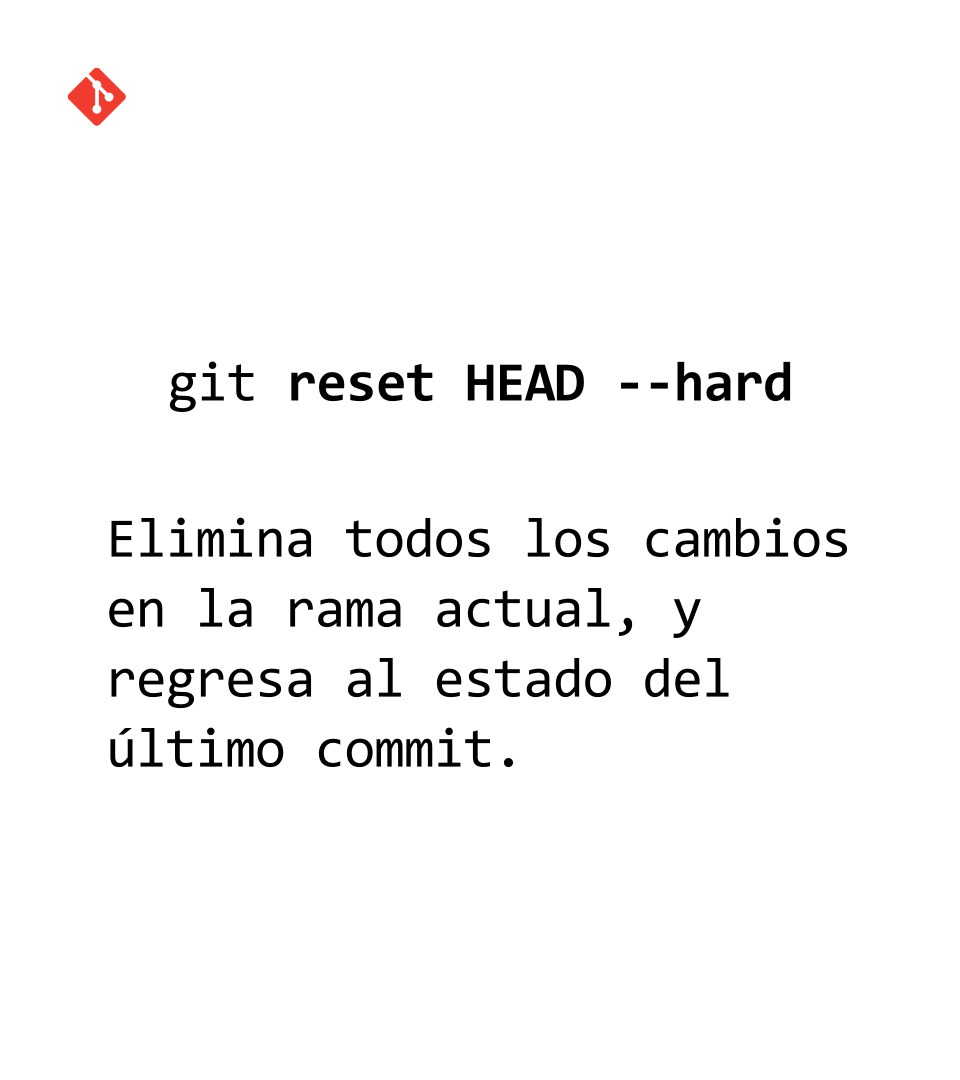 git reset HEAD --hard
Elimina todos los cambios
en la rama actual, y
regresa al estado del
último commit.